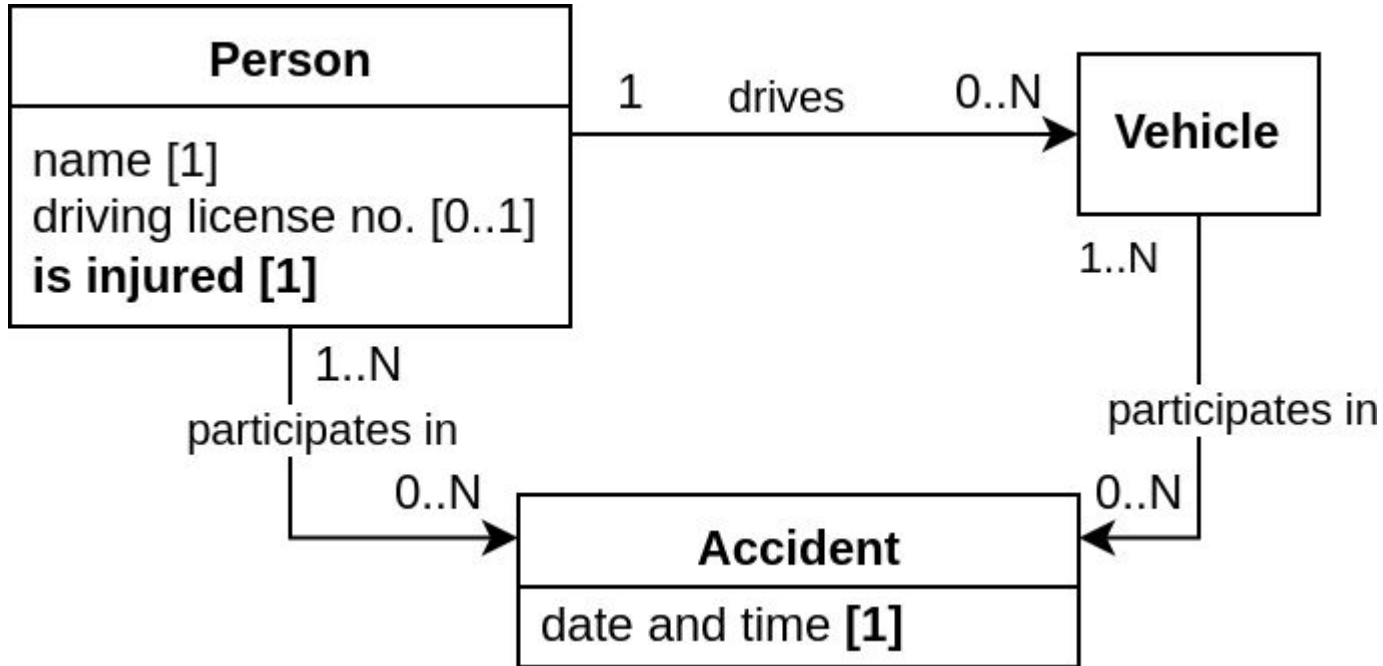 Person
name [1]
driving license no. [0..1]
is injured [1]
1 drives 0..N
Vehicle
1..N
participates in
0..N
1..N
participates in
0..N
Accident
date and time [1]